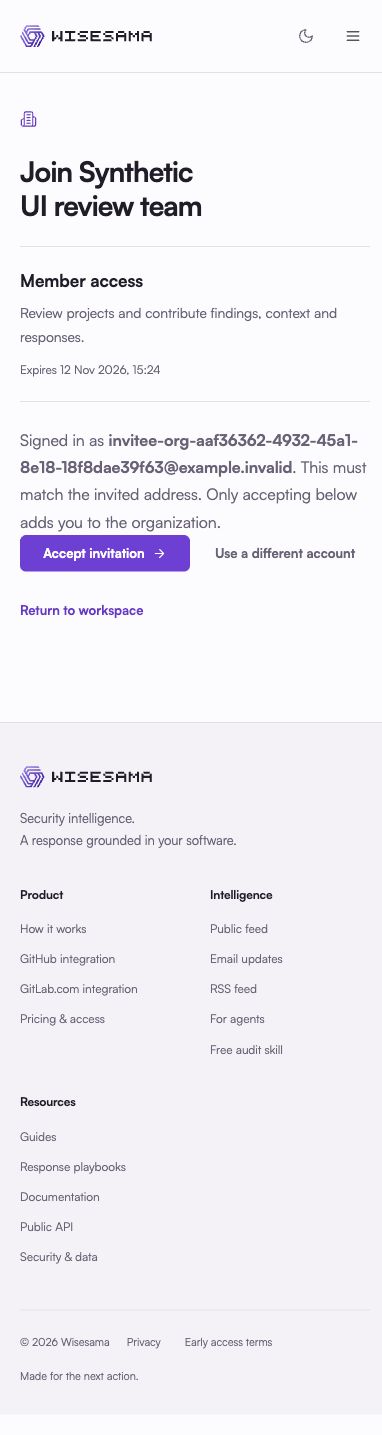 WISESAMA
Join Synthetic
UI review team
Member access
Review projects and contribute findings, context and
responses.
Expires 12 Nov 2026, 15:24
Signed in as invitee-org-aaf36362-4932-45a1-
8e18-18f8dae39f63@example.invalid. This must
match the invited address. Only accepting below
adds you to the organization.
Accept invitation →
Use a different account
Return to workspace
WISESAMA
Security intelligence.
A response grounded in your software.
Product
How it works
GitHub integration
GitLab.com integration
Pricing & access
Intelligence
Public feed
Email updates
RSS feed
For agents
Free audit skill
Resources
Guides
Response playbooks
Documentation
Public API
Security & data
© 2026 Wisesama
Privacy
Early access terms
Made for the next action.